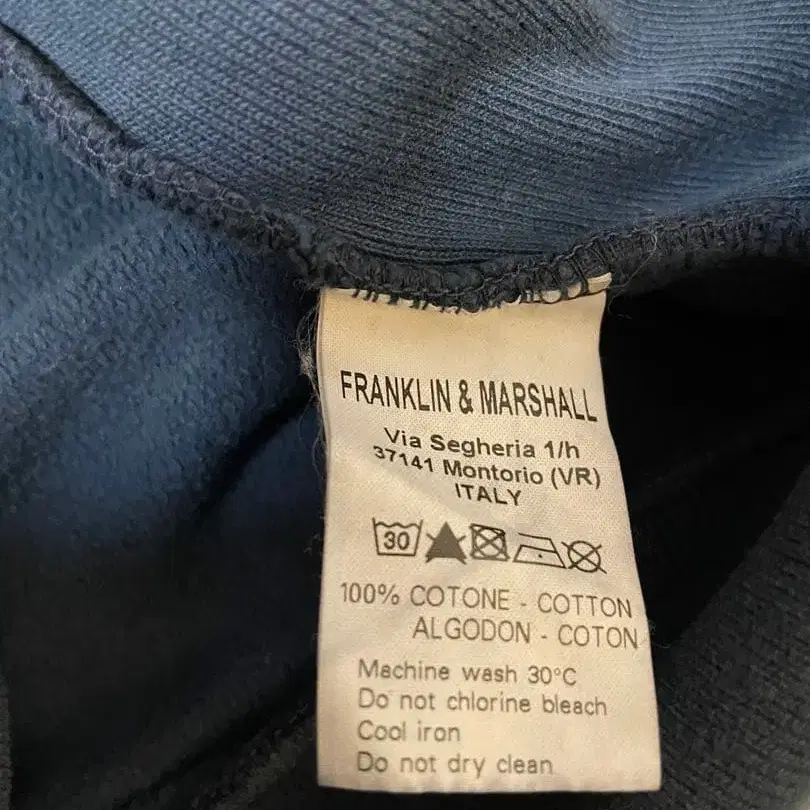 FRANKLIN & MARSHALL
Via Segheria 1/h
37141 Montorio (VR)
ITALY
30
100% COTONE - COTTON
ALGODON - COTON
Machine wash 30°C
Do not chlorine bleach
Cool iron
Do not dry clean